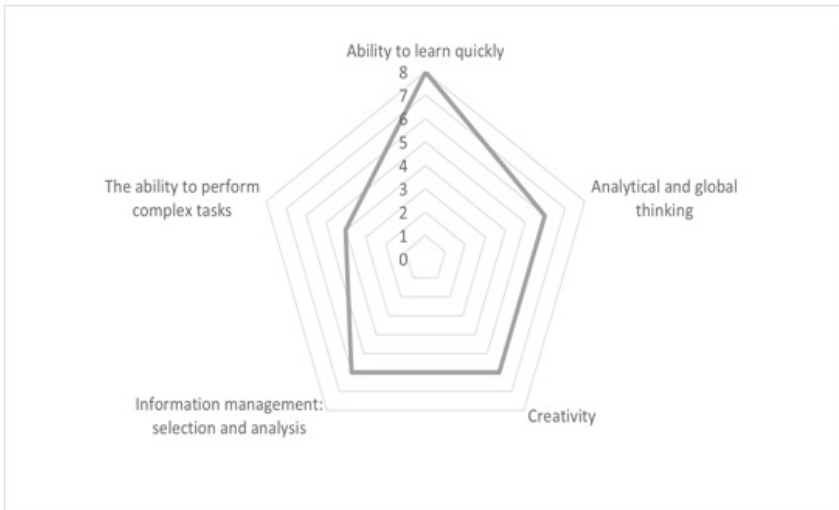 Ability to learn quickly
8
7
6
5
4
3
2
1
0
Analytical and global
thinking
Creativity
Information management:
selection and analysis
The ability to perform
complex tasks